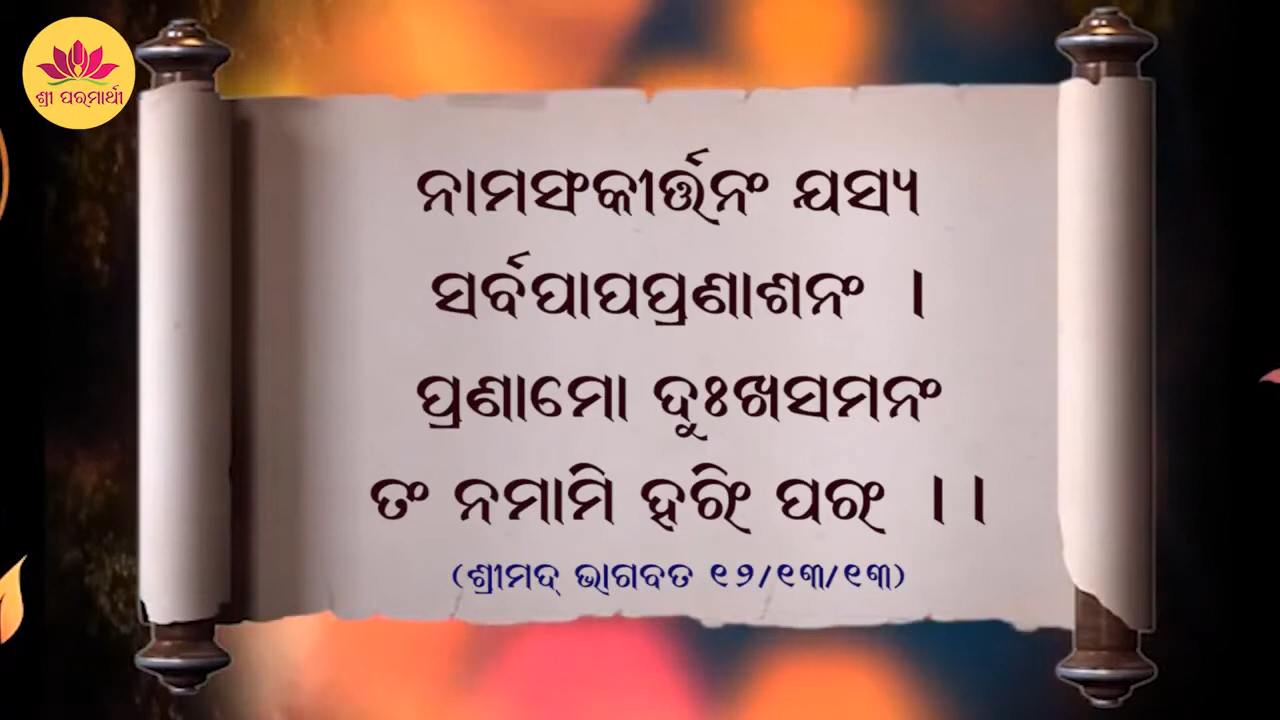 ଶ୍ରୀ ପରମାର୍ଥୀ
ନାମସଂକୀର୍ତ୍ତନଂ ଯସ୍ୟ
ସର୍ବପାପପ୍ରଣାଶନଂ ।
ପ୍ରଣାମୋ ଦୁଃଖସମନଂ
ତଂ ନମାମି ହରିଂ ପରଂ ।।
(ଶ୍ରୀମଦ୍ ଭାଗବତ ୧୨/୧୩/୧୩)